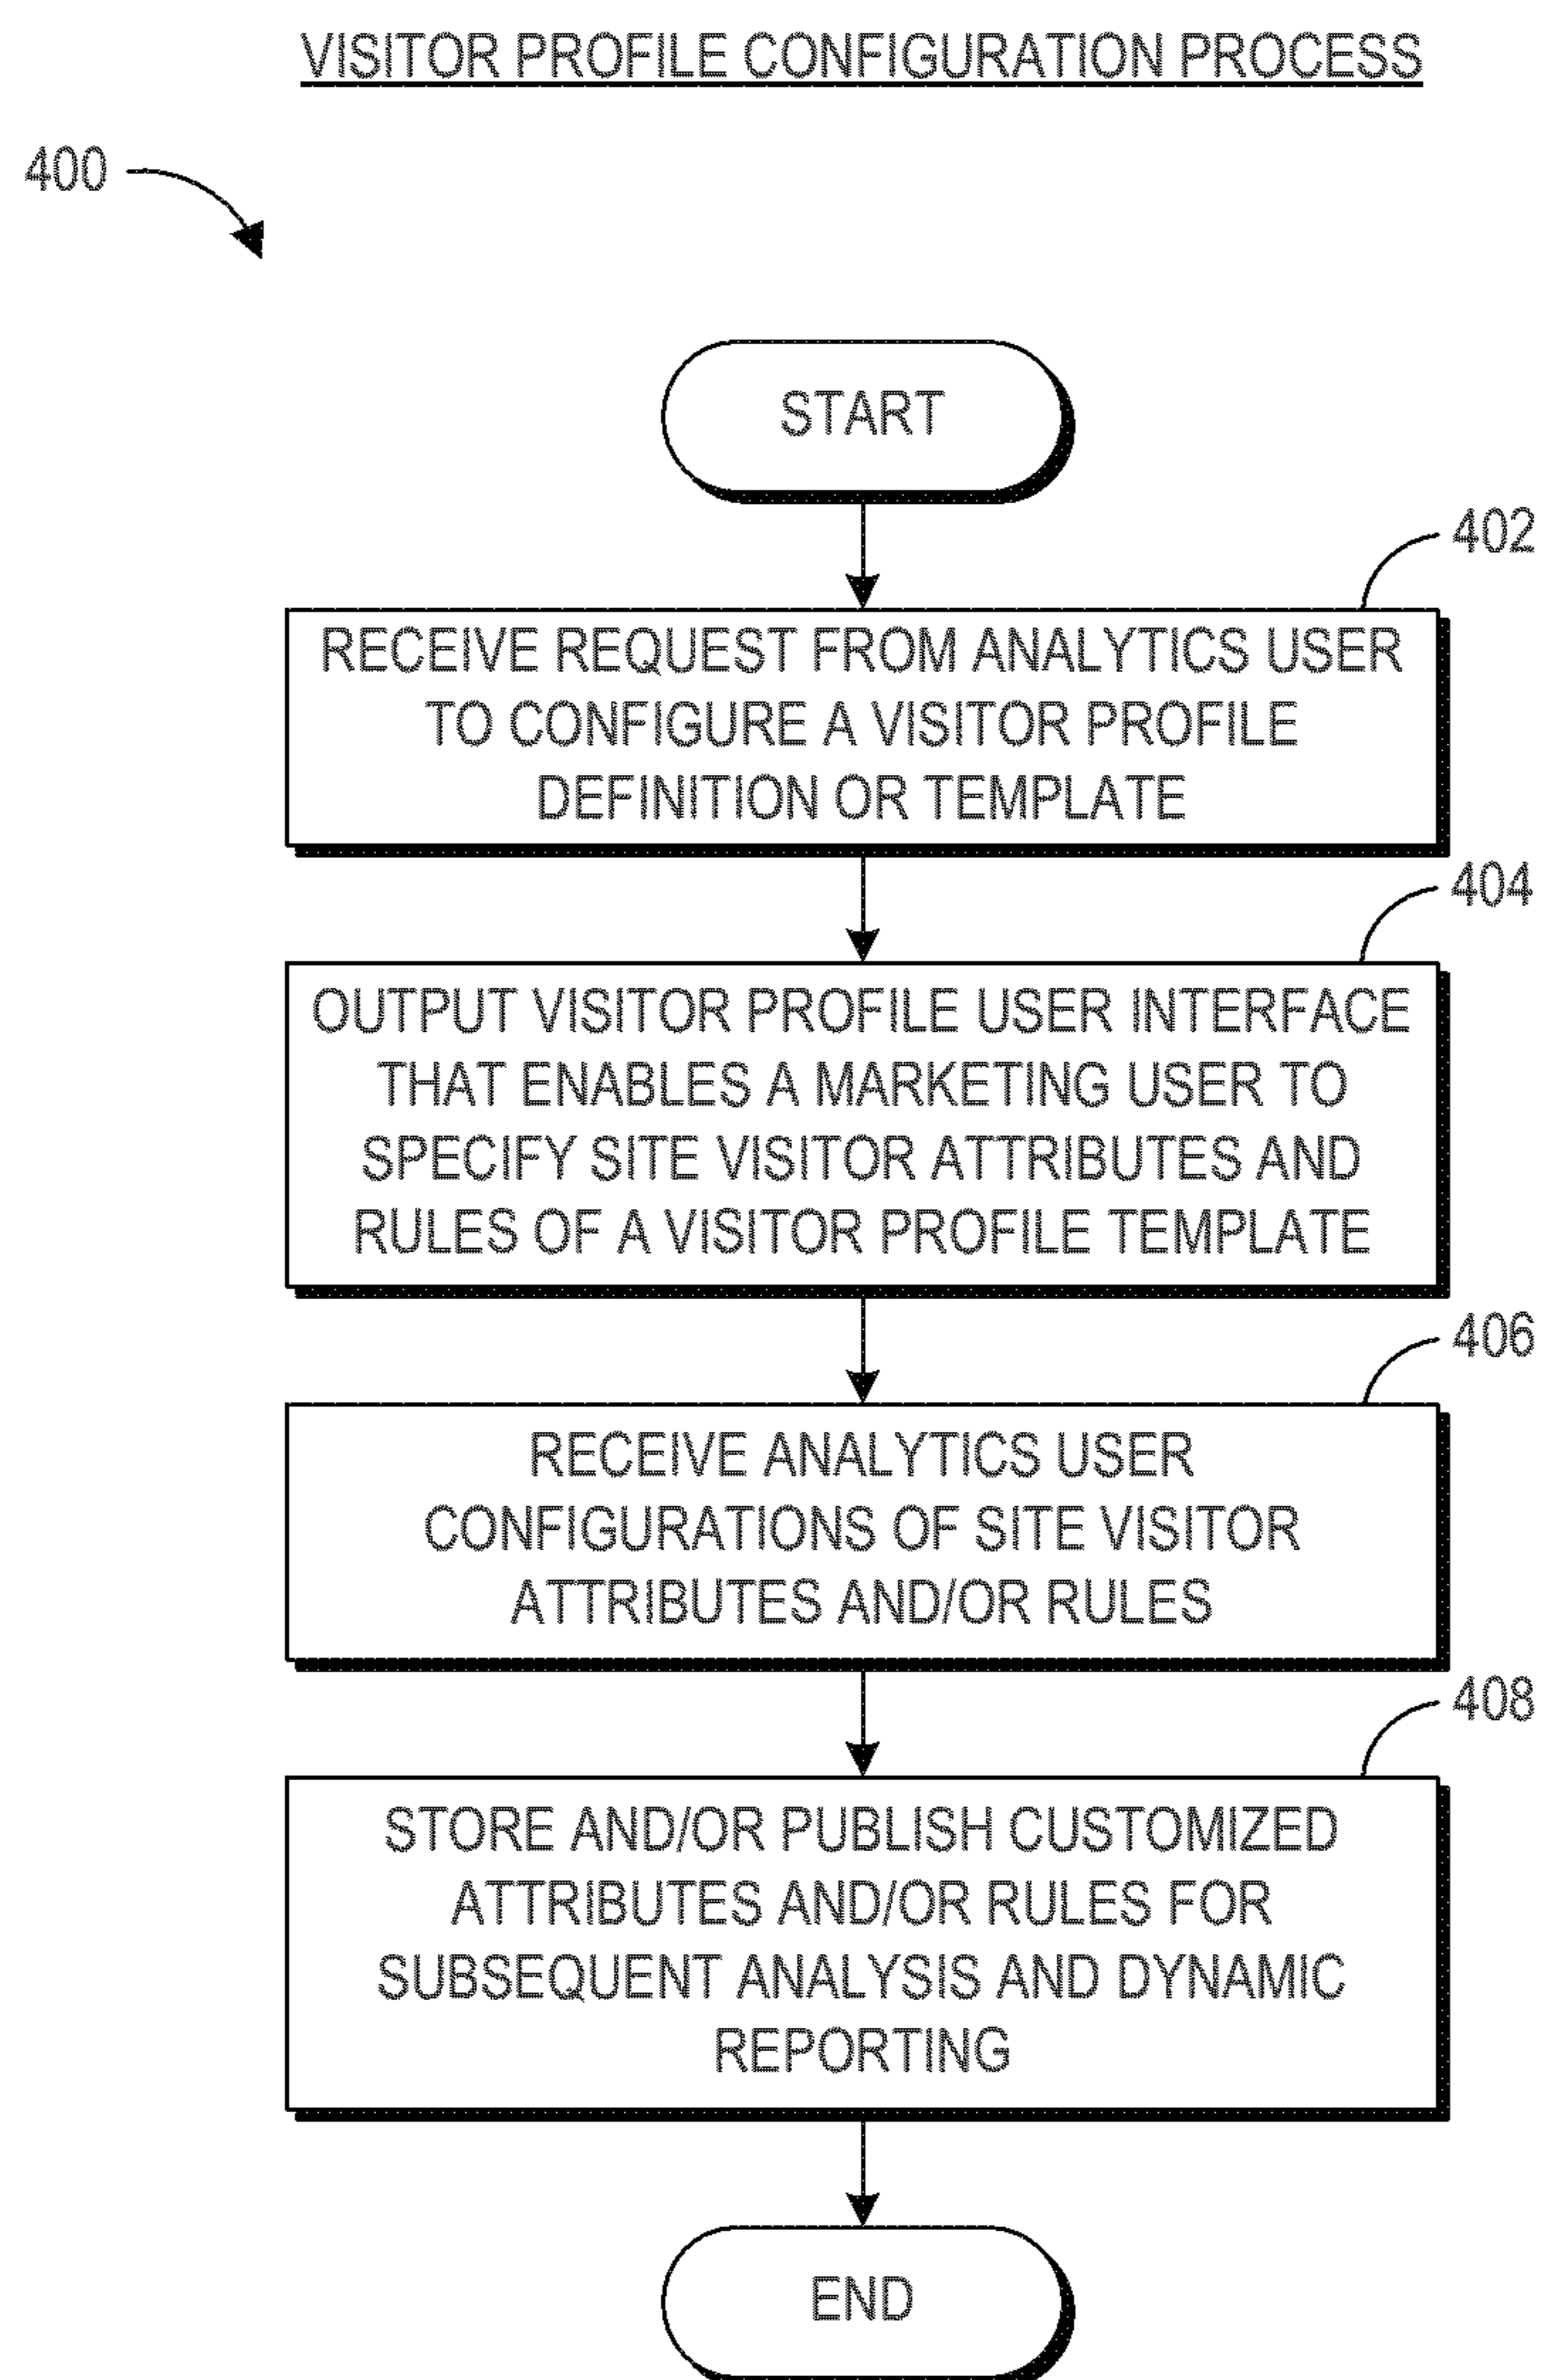 VISITOR PROFILE CONFIGURATION PROCESS
400
START
402
RECEIVE REQUEST FROM ANALYTICS USER
TO CONFIGURE A VISITOR PROFILE
DEFINITION OR TEMPLATE
404
OUTPUT VISITOR PROFILE USER INTERFACE
THAT ENABLES A MARKETING USER TO
SPECIFY SITE VISITOR ATTRIBUTES AND
RULES OF A VISITOR PROFILE TEMPLATE
406
RECEIVE ANALYTICS USER
CONFIGURATIONS OF SITE VISITOR
ATTRIBUTES AND/OR RULES
408
STORE AND/OR PUBLISH CUSTOMIZED
ATTRIBUTES AND/OR RULES FOR
SUBSEQUENT ANALYSIS AND DYNAMIC
REPORTING
END